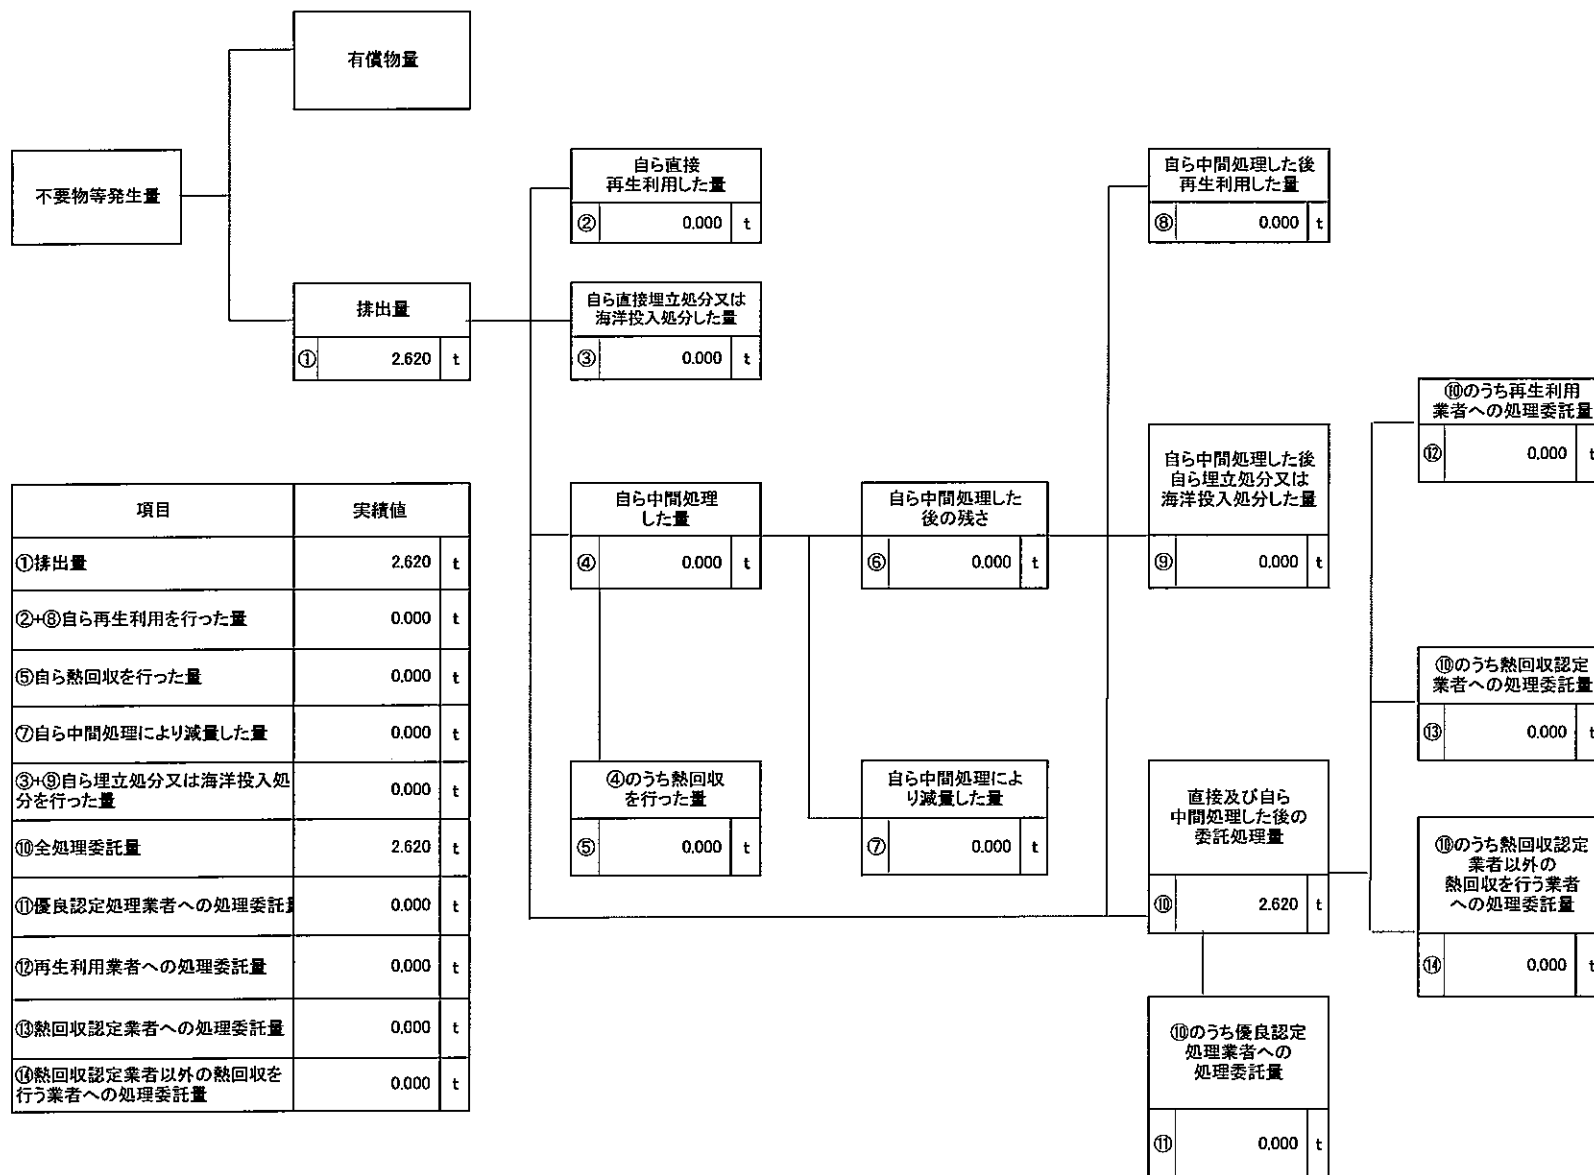 有償物量
不要物等発生量
排出量
① 2.620 t
自ら直接
再生利用した量
② 0.000 t
自ら直接埋立処分又は
海洋投入処分した量
③ 0.000 t
自ら中間処理
した量
④ 0.000 t
④のうち熱回収
を行った量
⑤ 0.000 t
自ら中間処理した
後の残さ
⑥ 0.000 t
自ら中間処理によ
り減量した量
⑦ 0.000 t
自ら中間処理した後
再生利用した量
⑧ 0.000 t
自ら中間処理した後
自ら埋立処分又は
海洋投入処分した量
⑨ 0.000 t
直接及び自ら
中間処理した後の
委託処理量
⑩ 2.620 t
⑩のうち優良認定
処理業者への
処理委託量
⑪ 0.000 t
⑩のうち再生利用
業者への処理委託量
⑫ 0.000 t
⑩のうち熱回収認定
業者への処理委託量
⑬ 0.000 t
⑩のうち熱回収認定
業者以外の
熱回収を行う業者
への処理委託量
⑭ 0.000 t
項目 実績値
①排出量 2.620 t
②+⑧自ら再生利用を行った量 0.000 t
⑤自ら熱回収を行った量 0.000 t
⑦自ら中間処理により減量した量 0.000 t
③+⑨自ら埋立処分又は海洋投入処
分を行った量 0.000 t
⑩全処理委託量 2.620 t
⑪優良認定処理業者への処理委託量 0.000 t
⑫再生利用業者への処理委託量 0.000 t
⑬熱回収認定業者への処理委託量 0.000 t
⑭熱回収認定業者以外の熱回収を
行う業者への処理委託量 0.000 t